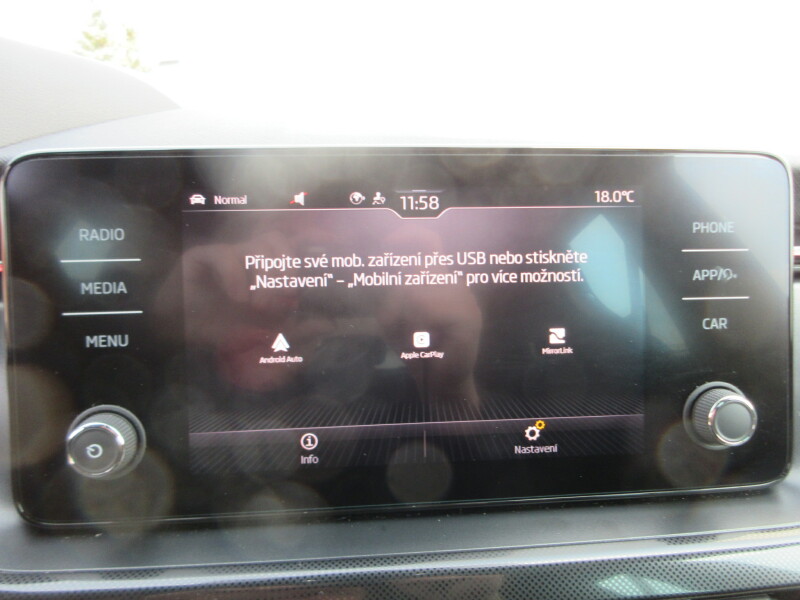 Normal 11:58 18.0°C
RADIO
MEDIA
MENU
Připojte své mob. zařízení přes USB nebo stiskněte
„Nastavení“ – „Mobilní zařízení“ pro více možností.
Android Auto Apple CarPlay MirrorLink
Info Nastavení
PHONE
APP/
CAR